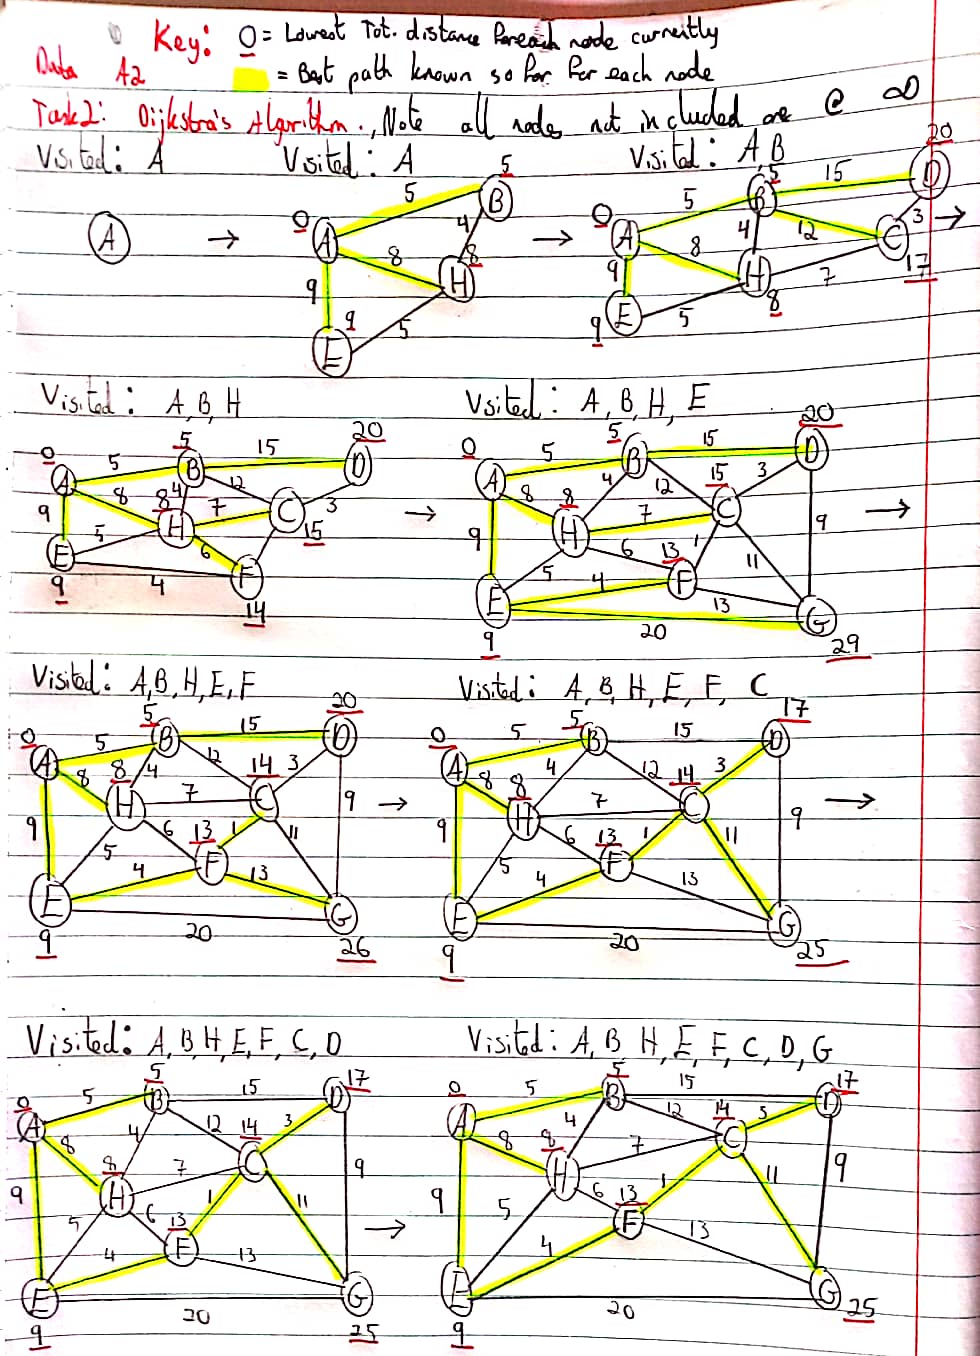 Key: O = Lowest Tot. distance for each node currently
Data A2
= Best path known so far for each node
Task 2: Dijkstra's Algorithm., Note all nodes not included are @ ∞
Visited: A
A
→
Visited: A
0 A 5 B 5
4
8 H 8
9
E 9
5
→
Visited: A, B
0 A 5 B 5 15 D 20
4 12 C 17 3
8 H 8
7
9 E 9
5
→
Visited: A, B, H
0 A 5 B 5 15 D 20
8 8 4 12
H 7 C 15 3
9 5 6
E 9 4 F 14
→
Vsited: A, B, H, E
0 A 5 B 5 15 D 20
8 8 4 12 15 3
H 7 C
9 6 13 1 11 9
5 4 F
E 9 13 G 29
20
→
Visited: A, B, H, E, F
0 A 5 B 5 15 D 20
8 8 4 12 14 3
H 7 C
9 6 13 1 11 9
5 4 F 13
E 9 G 26
20
→
Visited: A, B, H, E, F, C
0 A 5 B 5 15 D 17
8 8 4 12 14 3
H 7 C
9 6 13 1 11 9
5 4 F 13
E 9 G 25
20
→
Visited: A, B H, E, F, C, D
0 A 5 B 5 15 D 17
8 8 4 12 14 3
H 7 C
9 6 13 1 11 9
5 4 F 13
E 9 G 25
20
→
Visited: A, B H, E, F, C, D, G
0 A 5 B 5 15 D 17
8 8 4 12 14 3
H 7 C
9 6 13 1 11 9
5 4 F 13
E 9 G 25
20